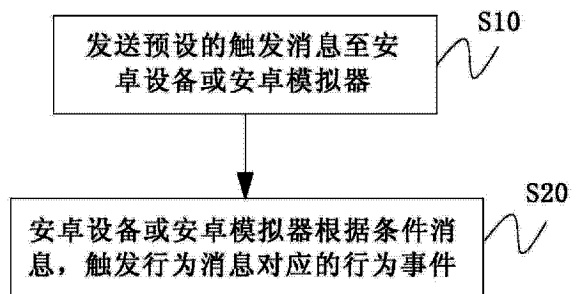 发送预设的触发消息至安
卓设备或安卓模拟器
S10
安卓设备或安卓模拟器根据条件消
息，触发行为消息对应的行为事件
S20